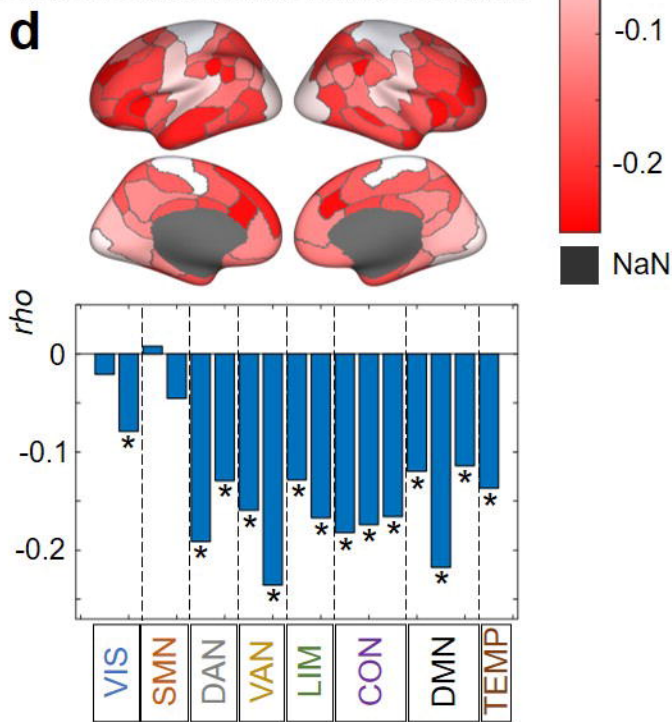 d
-0.1
-0.2
NaN
rho
0
-0.1
-0.2
* * * * * * * * * * * * * *
VIS SMN DAN VAN LIM CON DMN TEMP